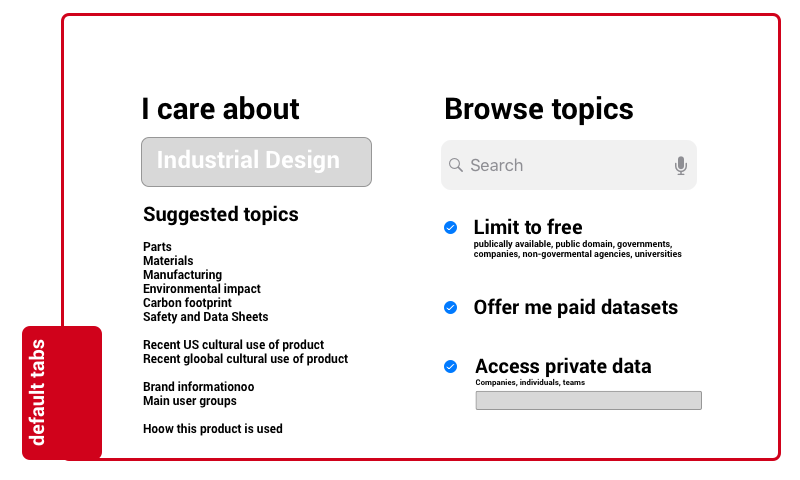 I care about
Industrial Design
Suggested topics
Parts
Materials
Manufacturing
Environmental impact
Carbon footprint
Safety and Data Sheets
Recent US cultural use of product
Recent gloobal cultural use of product
Brand informationoo
Main user groups
Hoow this product is used
Browse topics
Search
Limit to free
publically available, public domain, governments,
companies, non-govermental agencies, universities
Offer me paid datasets
Access private data
Companies, individuals, teams
default tabs